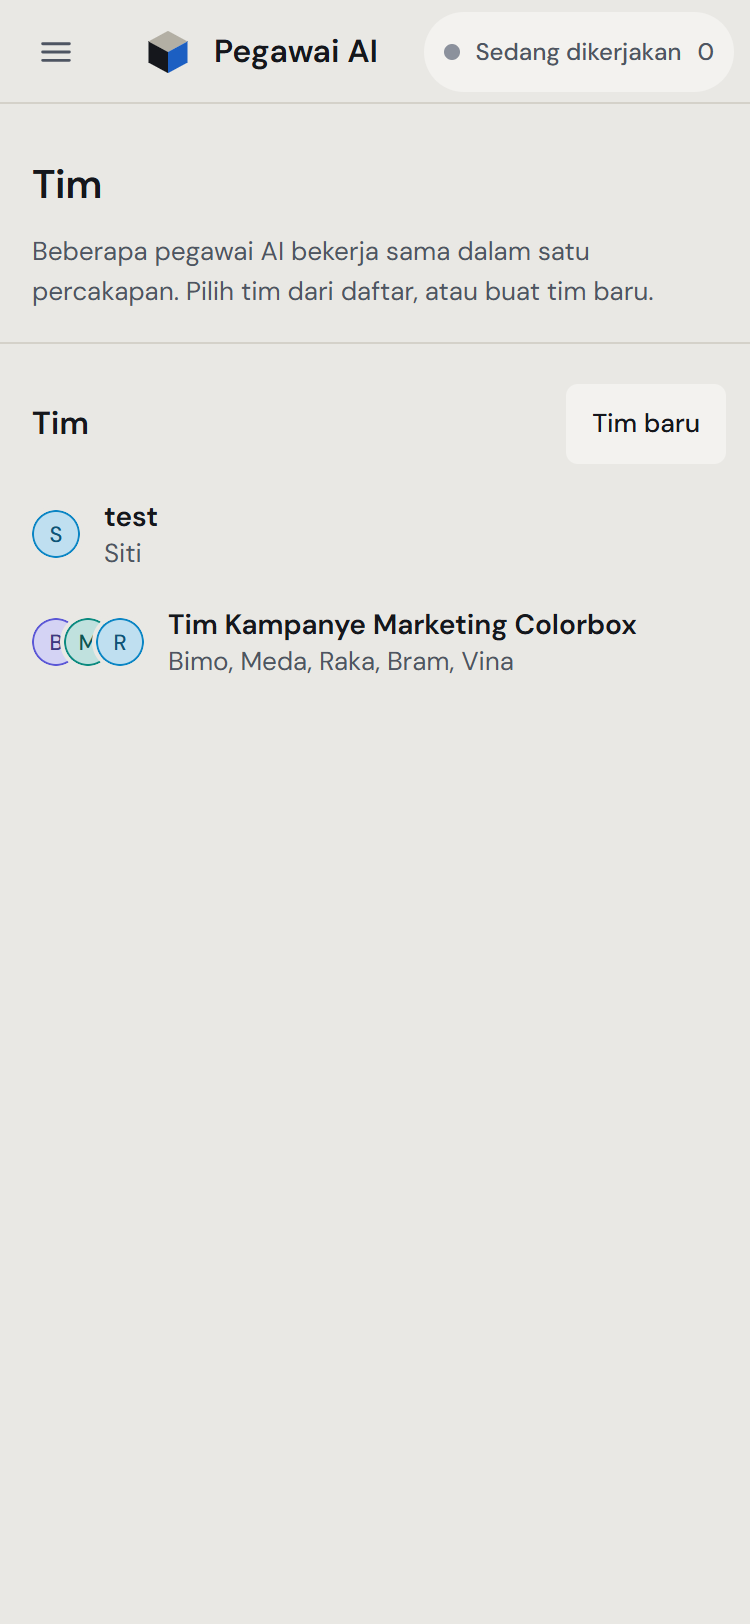 Pegawai AI
Sedang dikerjakan 0
Tim
Beberapa pegawai AI bekerja sama dalam satu
percakapan. Pilih tim dari daftar, atau buat tim baru.
Tim
Tim baru
S
test
Siti
B M R
Tim Kampanye Marketing Colorbox
Bimo, Meda, Raka, Bram, Vina